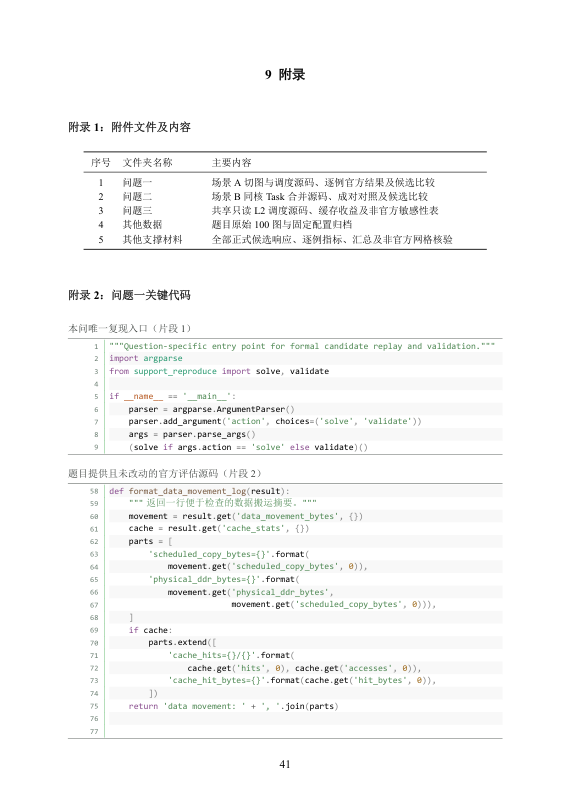 9 附录
附录 1：附件文件及内容
序号 文件夹名称 主要内容
1 问题一 场景 A 切图与调度源码、逐例官方结果及候选比较
2 问题二 场景 B 同核 Task 合并源码、成对对照及候选比较
3 问题三 共享只读 L2 调度源码、缓存收益及非官方敏感性表
4 其他数据 题目原始 100 图与固定配置归档
5 其他支撑材料 全部正式候选响应、逐例指标、汇总及非官方网格核验
附录 2：问题一关键代码
本问唯一复现入口（片段 1）
1 """Question-specific entry point for formal candidate replay and validation."""
2 import argparse
3 from support_reproduce import solve, validate
4
5 if __name__ == '__main__':
6     parser = argparse.ArgumentParser()
7     parser.add_argument('action', choices=('solve', 'validate'))
8     args = parser.parse_args()
9     (solve if args.action == 'solve' else validate)()
题目提供且未改动的官方评估源码（片段 2）
58 def format_data_movement_log(result):
59     """ 返回一行便于检查的数据搬运摘要。"""
60     movement = result.get('data_movement_bytes', {})
61     cache = result.get('cache_stats', {})
62     parts = [
63         'scheduled_copy_bytes={}'.format(
64             movement.get('scheduled_copy_bytes', 0)),
65         'physical_ddr_bytes={}'.format(
66             movement.get('physical_ddr_bytes',
67                          movement.get('scheduled_copy_bytes', 0))),
68     ]
69     if cache:
70         parts.extend([
71             'cache_hits={}/{}'.format(
72                 cache.get('hits', 0), cache.get('accesses', 0)),
73             'cache_hit_bytes={}'.format(cache.get('hit_bytes', 0)),
74         ])
75     return 'data movement: ' + ', '.join(parts)
76
77
41